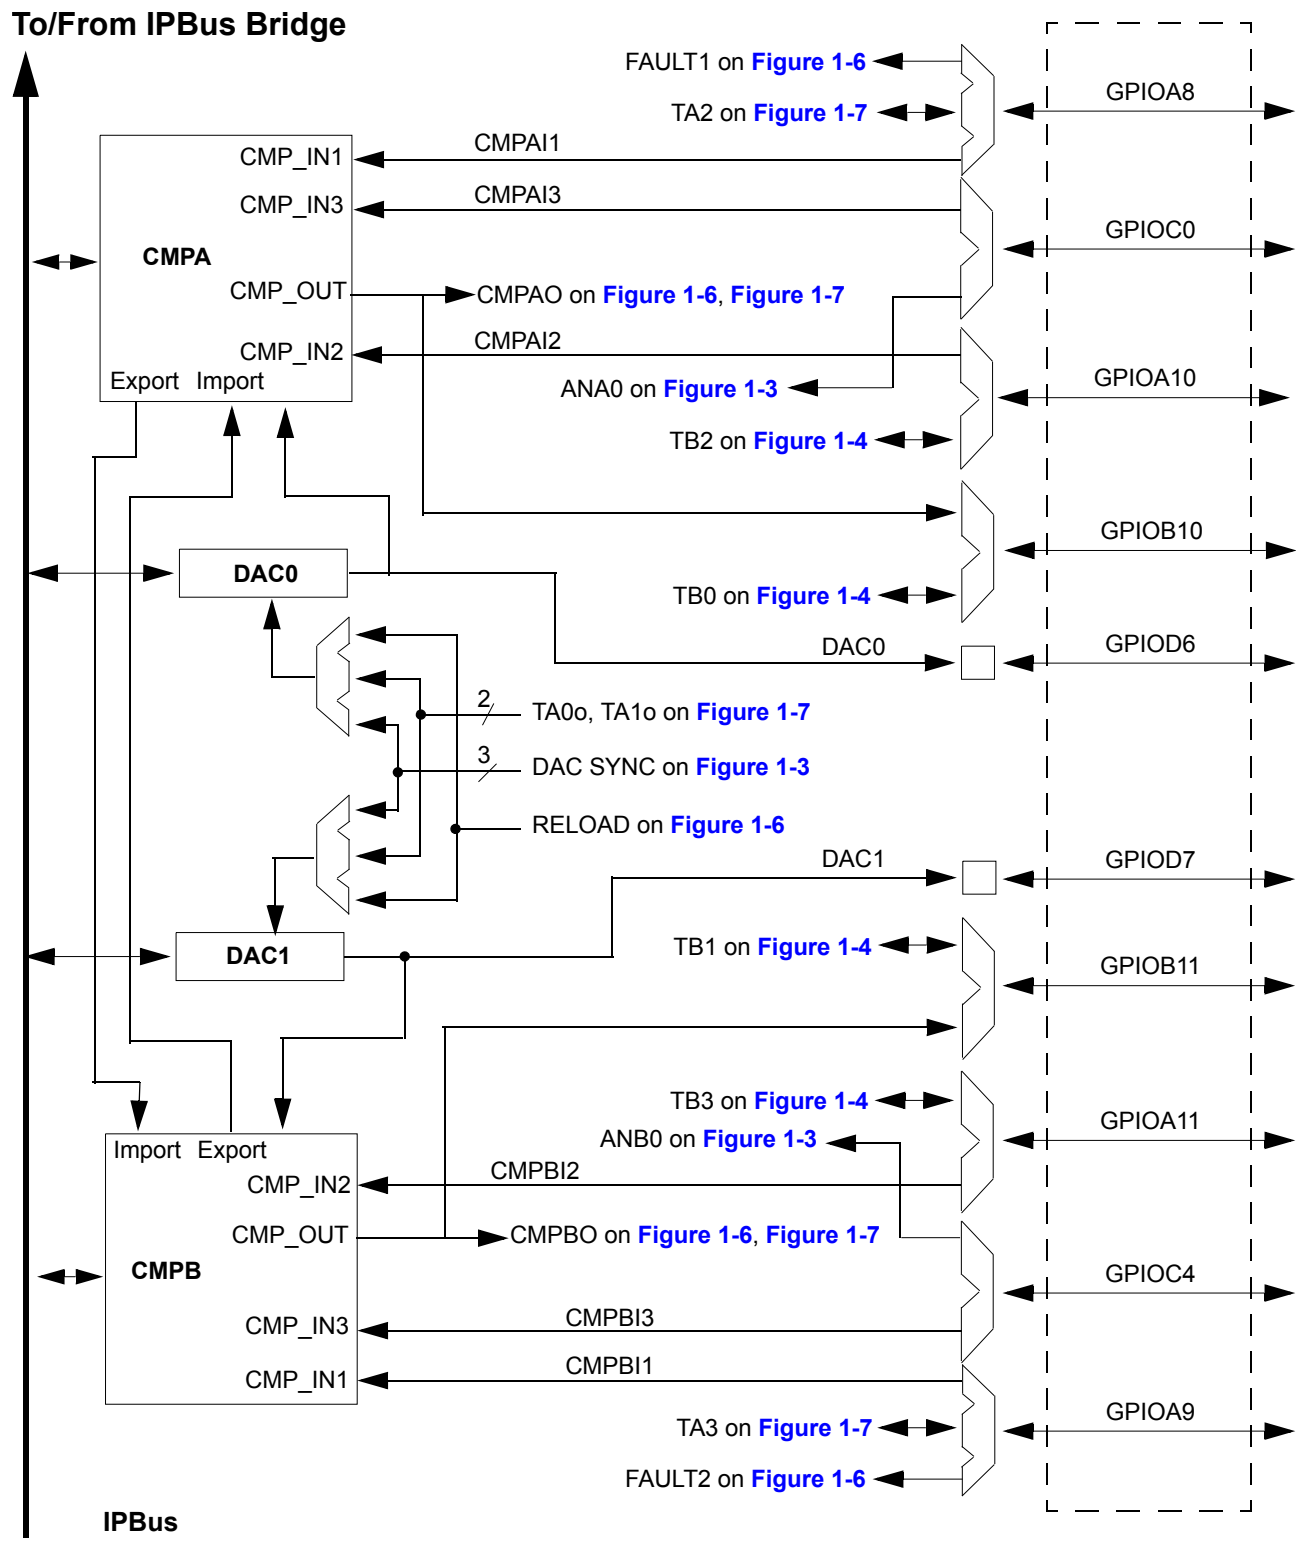 To/From IPBus Bridge
FAULT1 on Figure 1-6
GPIOA8
TA2 on Figure 1-7
CMPAI1
CMP_IN1
CMPAI3
CMP_IN3
GPIOC0
CMPA
CMP_OUT
CMPAO on Figure 1-6, Figure 1-7
CMPAI2
CMP_IN2
Export Import
ANA0 on Figure 1-3
GPIOA10
TB2 on Figure 1-4
GPIOB10
DAC0
TB0 on Figure 1-4
DAC0
GPIOD6
2
TA0o, TA1o on Figure 1-7
3
DAC SYNC on Figure 1-3
RELOAD on Figure 1-6
DAC1
GPIOD7
TB1 on Figure 1-4
DAC1
GPIOB11
TB3 on Figure 1-4
GPIOA11
ANB0 on Figure 1-3
Import Export
CMPBI2
CMP_IN2
CMP_OUT
CMPBO on Figure 1-6, Figure 1-7
CMPB
GPIOC4
CMPBI3
CMP_IN3
CMPBI1
CMP_IN1
GPIOA9
TA3 on Figure 1-7
FAULT2 on Figure 1-6
IPBus